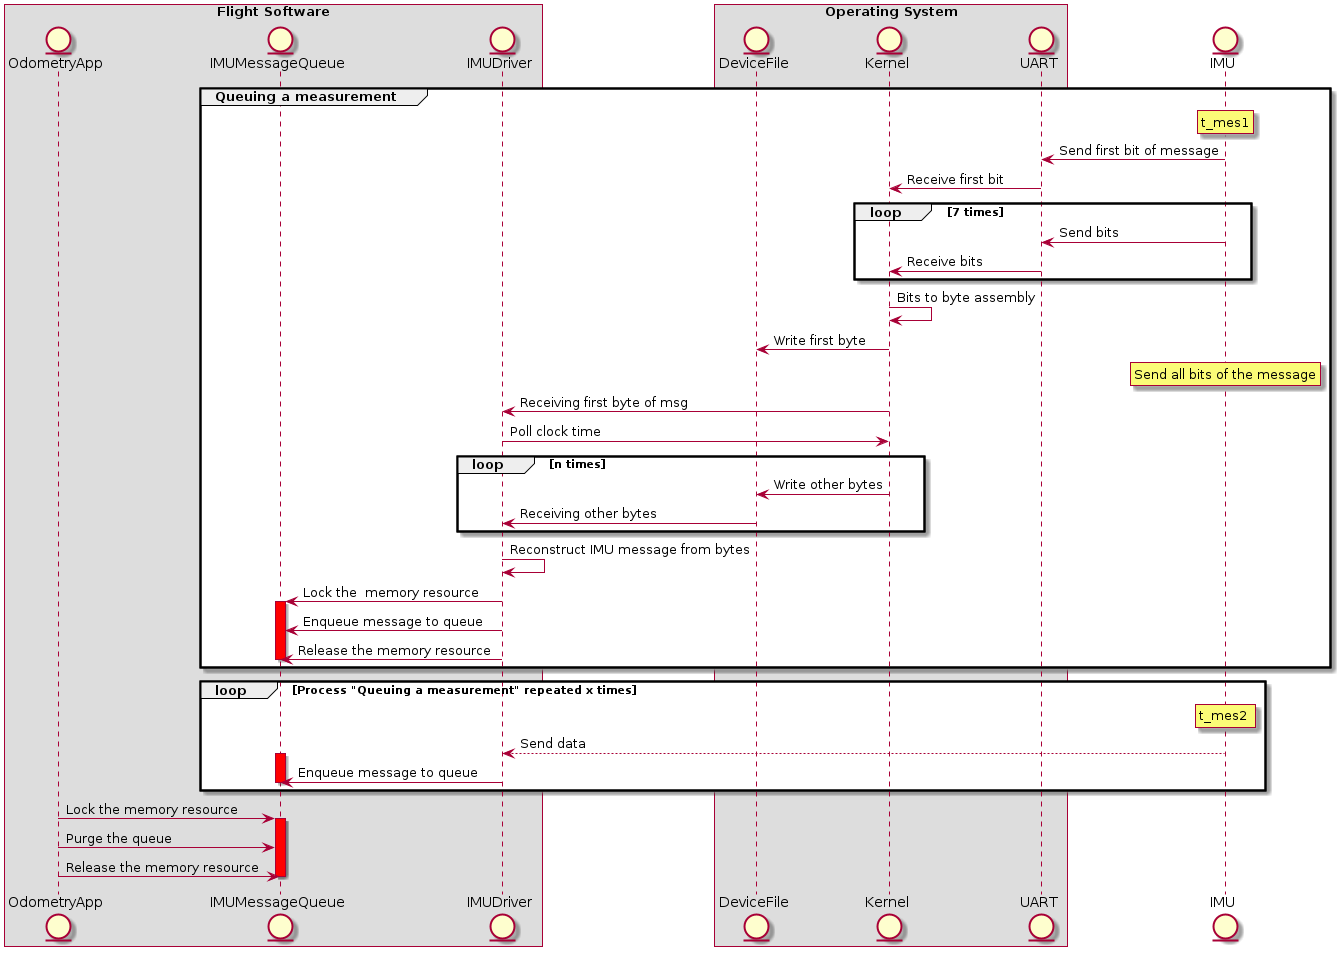 Flight Software
Operating System
OdometryApp
IMUMessageQueue
IMUDriver
DeviceFile
Kernel
UART
IMU
Queuing a measurement
t_mes1
Send first bit of message
Receive first bit
loop
[7 times]
Send bits
Receive bits
Bits to byte assembly
Write first byte
Send all bits of the message
Receiving first byte of msg
Poll clock time
loop
[n times]
Write other bytes
Receiving other bytes
Reconstruct IMU message from bytes
Lock the  memory resource
Enqueue message to queue
Release the memory resource
loop
[Process "Queuing a measurement" repeated x times]
t_mes2
Send data
Enqueue message to queue
Lock the memory resource
Purge the queue
Release the memory resource
OdometryApp
IMUMessageQueue
IMUDriver
DeviceFile
Kernel
UART
IMU